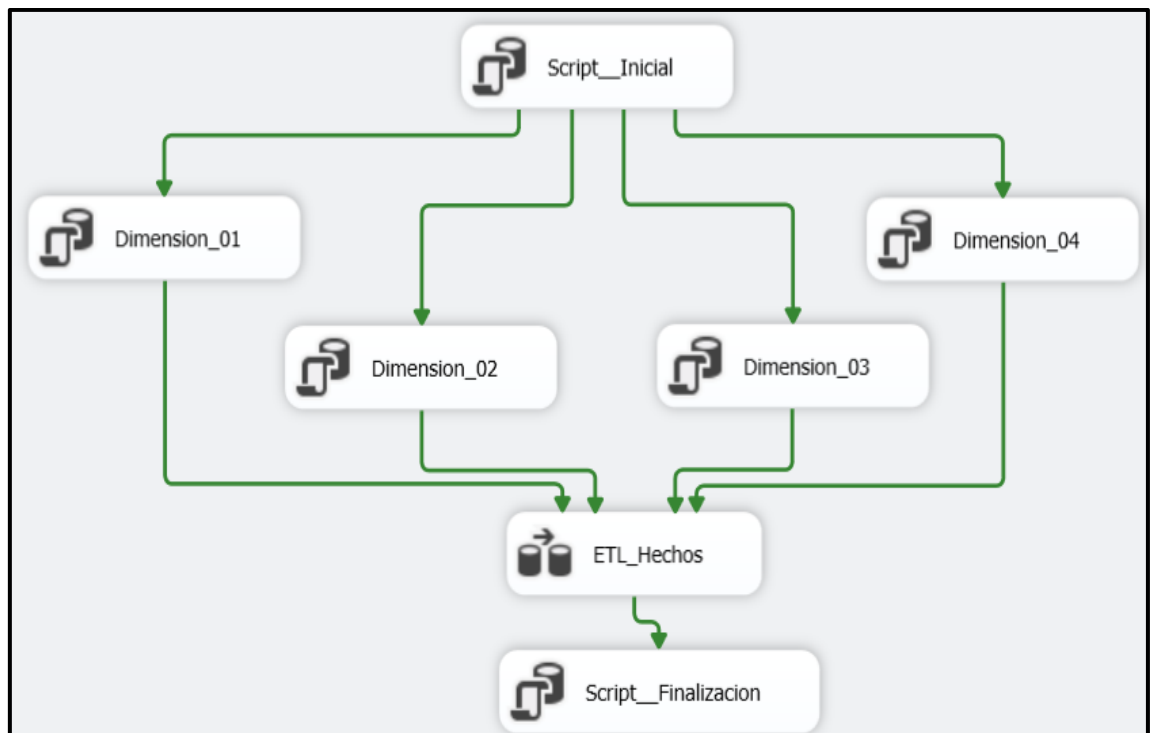 Script__Inicial
Dimension_01
Dimension_04
Dimension_02
Dimension_03
ETL_Hechos
Script__Finalizacion